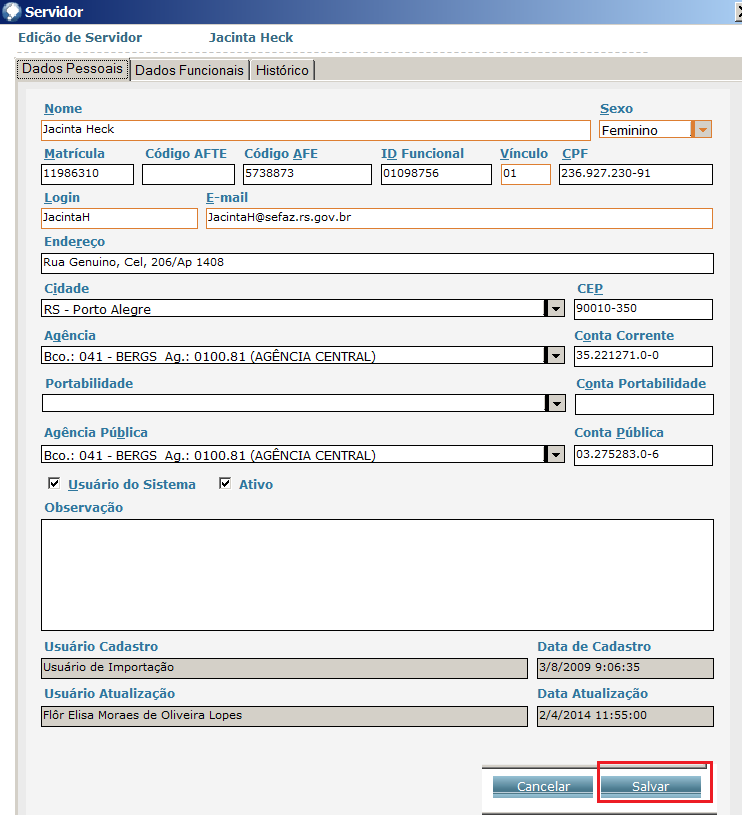 Servidor
Edição de Servidor Jacinta Heck
Dados Pessoais Dados Funcionais Histórico
Nome Sexo
Jacinta Heck Feminino
Matrícula Código AFTE Código AFE ID Funcional Vínculo CPF
11986310 5738873 01098756 01 236.927.230-91
Login E-mail
JacintaH JacintaH@sefaz.rs.gov.br
Endereço
Rua Genuino, Cel, 206/Ap 1408
Cidade CEP
RS - Porto Alegre 90010-350
Agência Conta Corrente
Bco.: 041 - BERGS Ag.: 0100.81 (AGÊNCIA CENTRAL) 35.221271.0-0
Portabilidade Conta Portabilidade
Agência Pública Conta Pública
Bco.: 041 - BERGS Ag.: 0100.81 (AGÊNCIA CENTRAL) 03.275283.0-6
Usuário do Sistema Ativo
Observação
Usuário Cadastro Data de Cadastro
Usuário de Importação 3/8/2009 9:06:35
Usuário Atualização Data Atualização
Flôr Elisa Moraes de Oliveira Lopes 2/4/2014 11:55:00
Cancelar Salvar